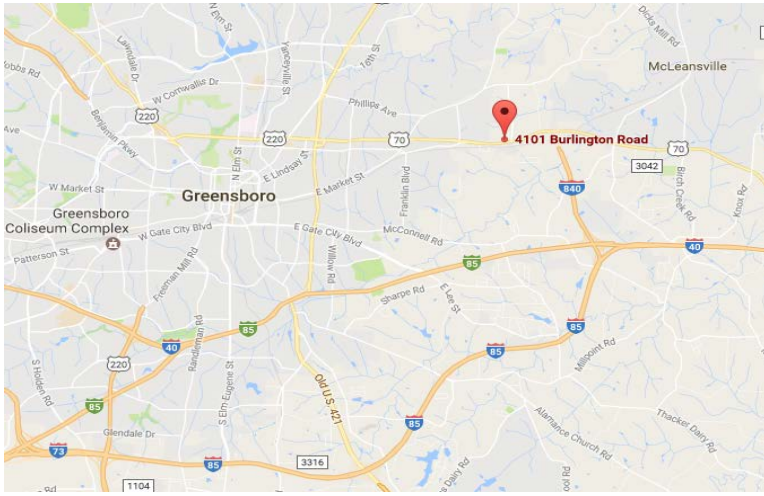 N Elm St
Dicks Mill Rd
Lawndale Dr
Yanceyville St
16th St
McLeansville
W Cornwallis Dr
Phillips Ave
220
Benjamin Pkwy
220
70
4101 Burlington Road
70
Ave
N Elm St
E Lindsay St
3042
W Market St
E Market St
Franklin Blvd
840
Birch Creek Rd
Knox Rd
Greensboro
Greensboro
Coliseum Complex
W Gate City Blvd
E Gate City Blvd
McConnell Rd
40
Patterson St
Freeman Mill Rd
Willow Rd
85
Sharpe Rd
E Lee St
85
85
40
Randleman Rd
85
Millpoint Rd
220
S Holden Rd
S Elm Eugene St
Old U.S. 421
85
85
Alamance Church Rd
Thacker Dairy Rd
Glendale Dr
73
85
3316
Dairy Rd
1104